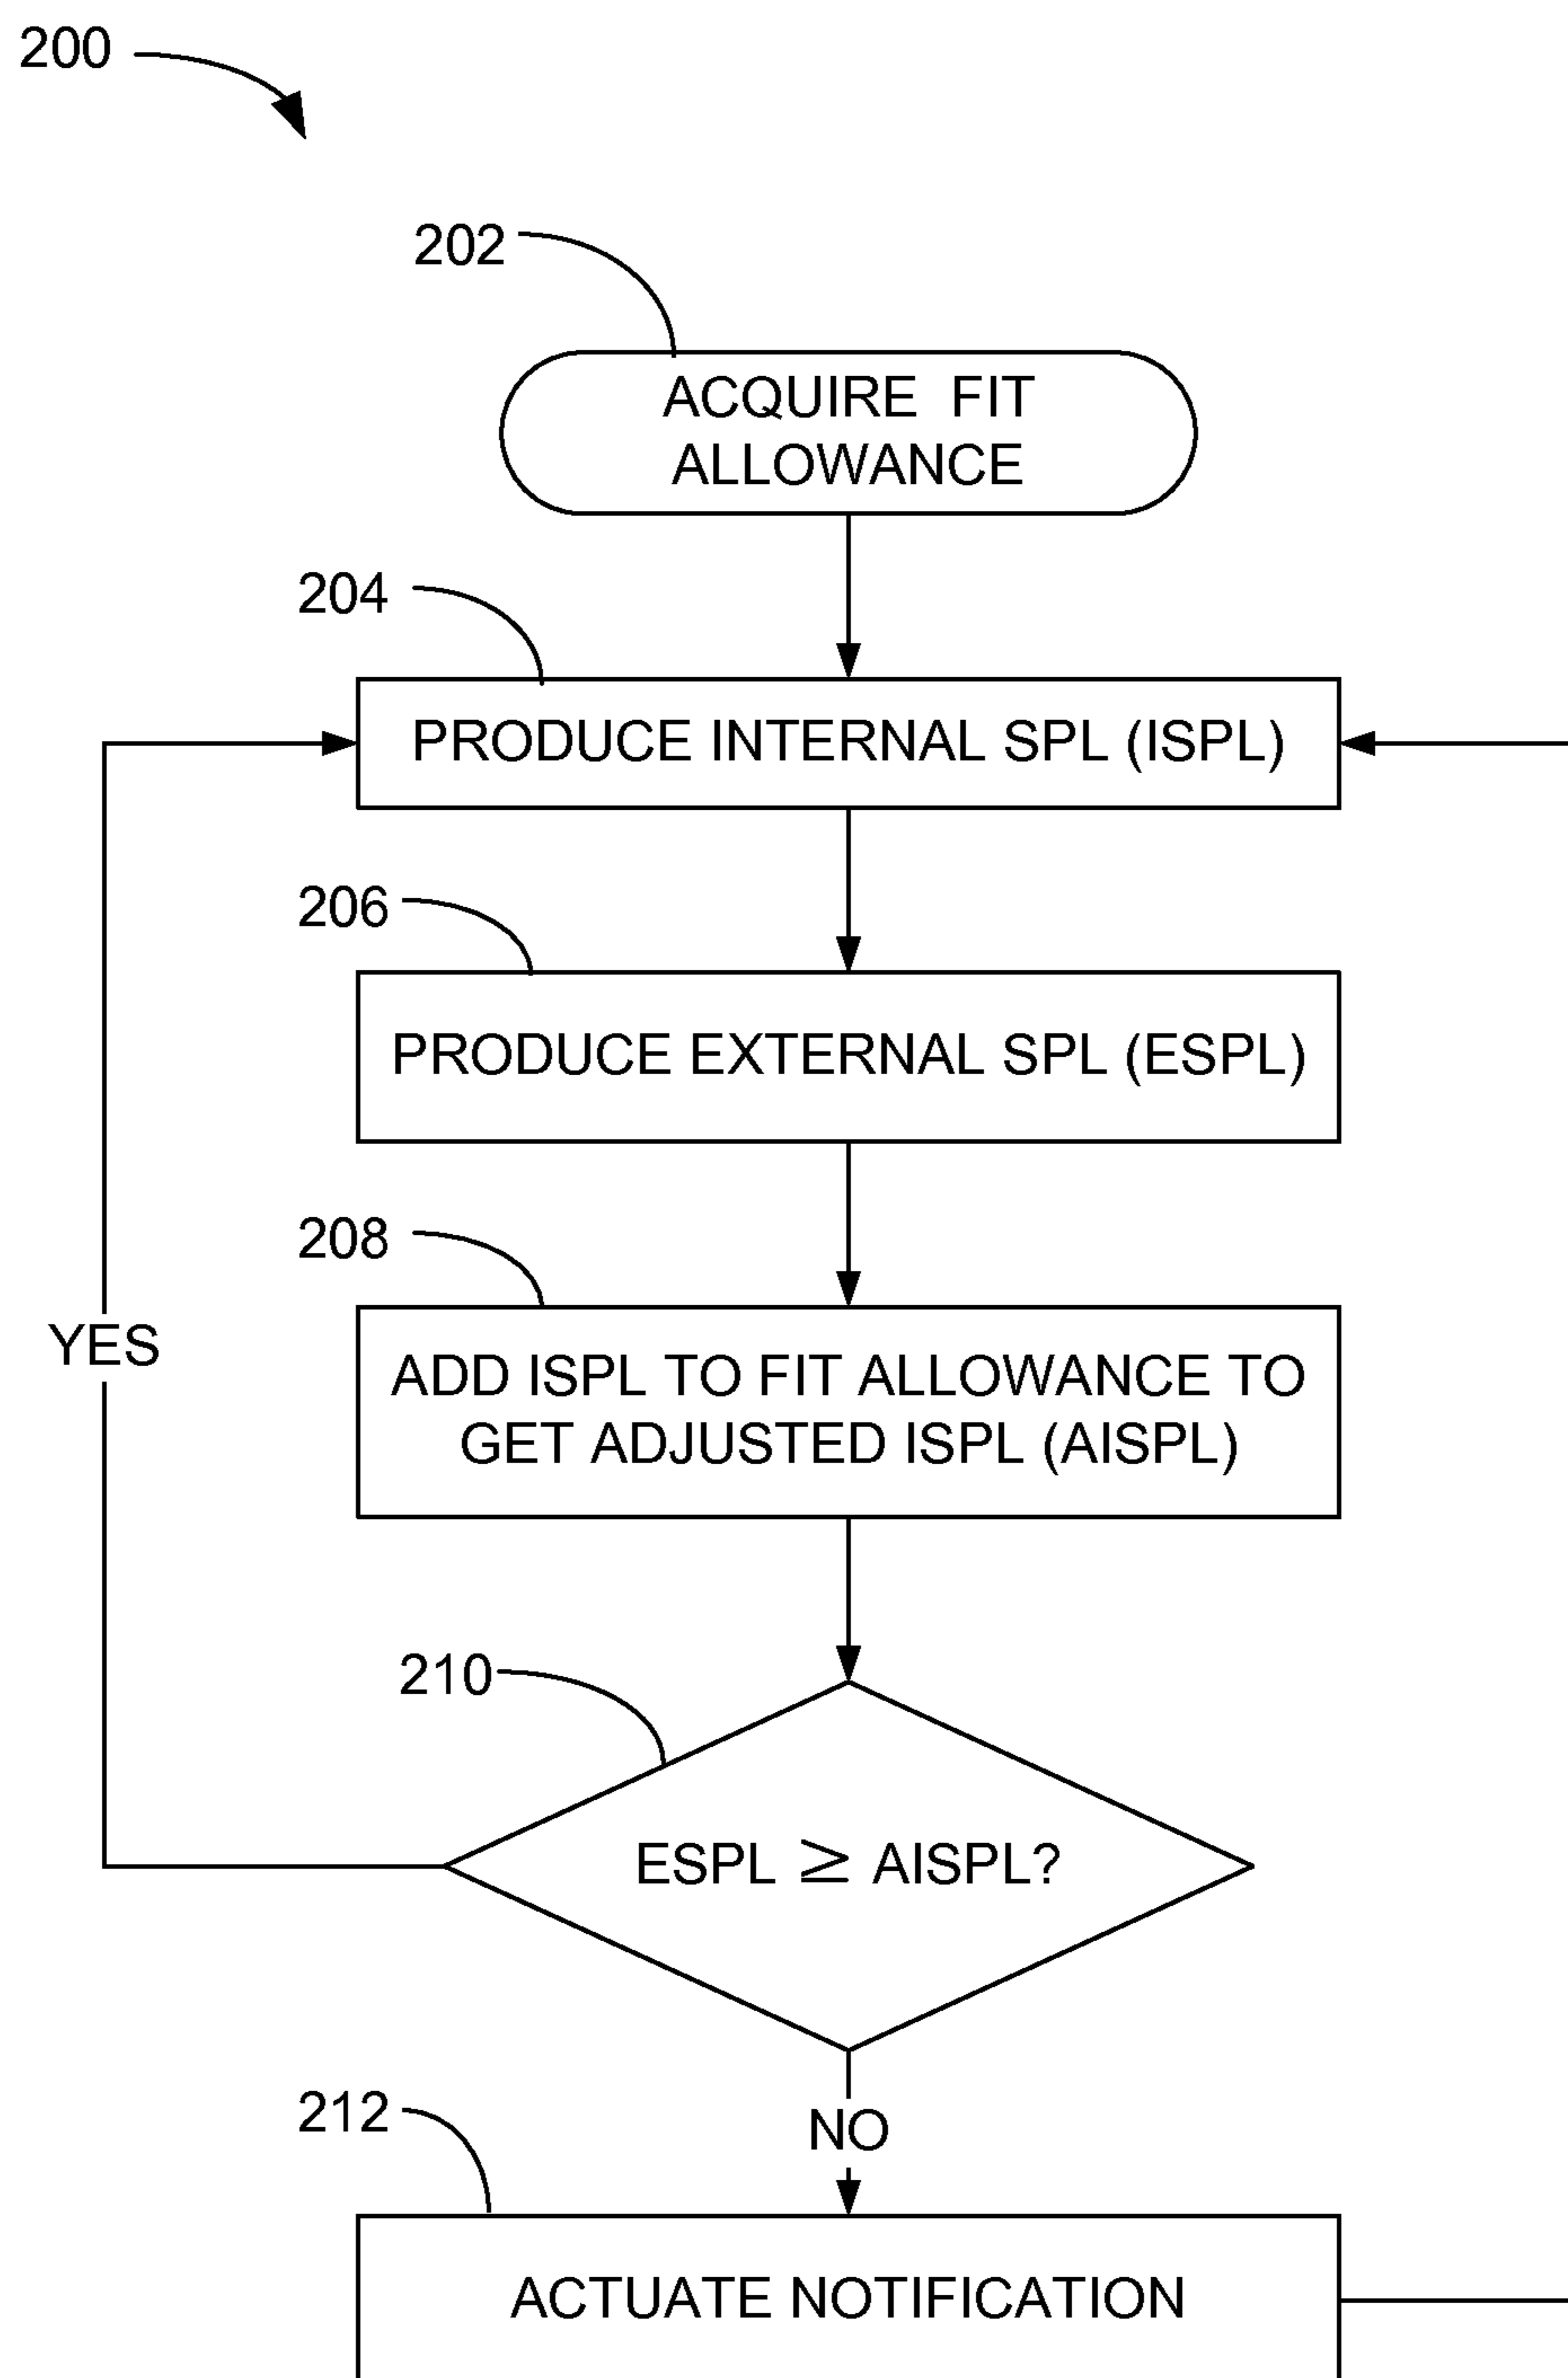 200
202
ACQUIRE FIT
ALLOWANCE
204
PRODUCE INTERNAL SPL (ISPL)
206
PRODUCE EXTERNAL SPL (ESPL)
208
YES
ADD ISPL TO FIT ALLOWANCE TO
GET ADJUSTED ISPL (AISPL)
210
ESPL ≥ AISPL?
212
NO
ACTUATE NOTIFICATION